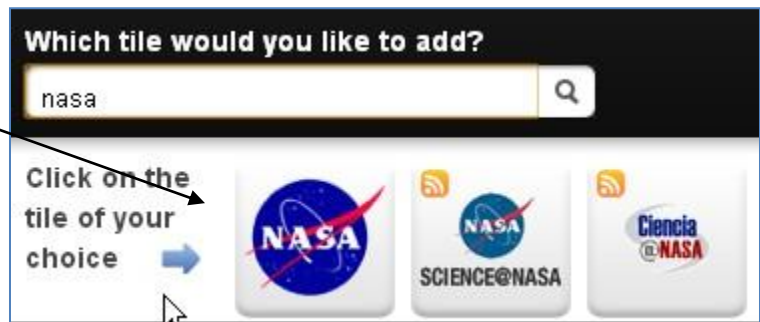 Which tile would you like to add?
nasa
Click on the
tile of your
choice
NASA
NASA
SCIENCE@NASA
Ciencia
@NASA